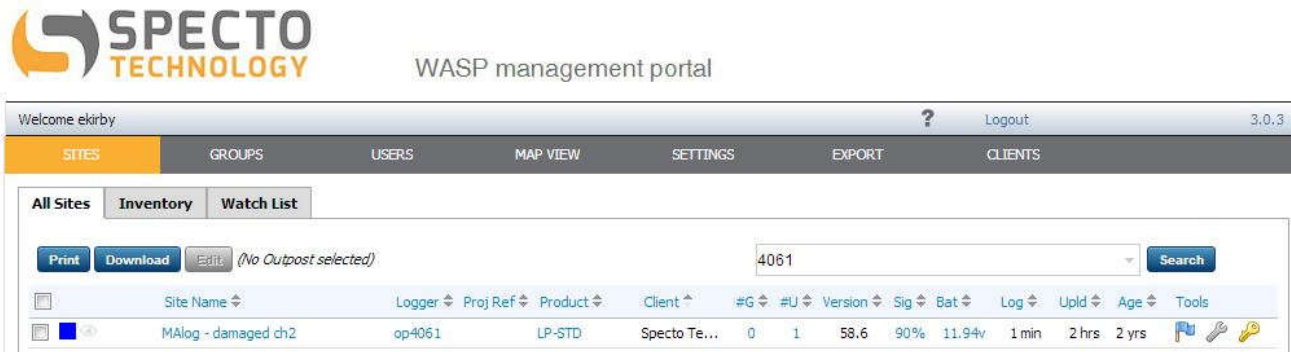 SPECTO
TECHNOLOGY
WASP management portal
Welcome ekirby ? Logout 3.0.3
SITES GROUPS USERS MAP VIEW SETTINGS EXPORT CLIENTS
All Sites Inventory Watch List
Print Download Edit (No Outpost selected) 4061 Search
Site Name Logger Proj Ref Product Client #G #U Version Sig Bat Log Upld Age Tools
MAlog - damaged ch2 op4061 LP-STD Specto Te... 0 1 58.6 90% 11.94v 1 min 2 hrs 2 yrs